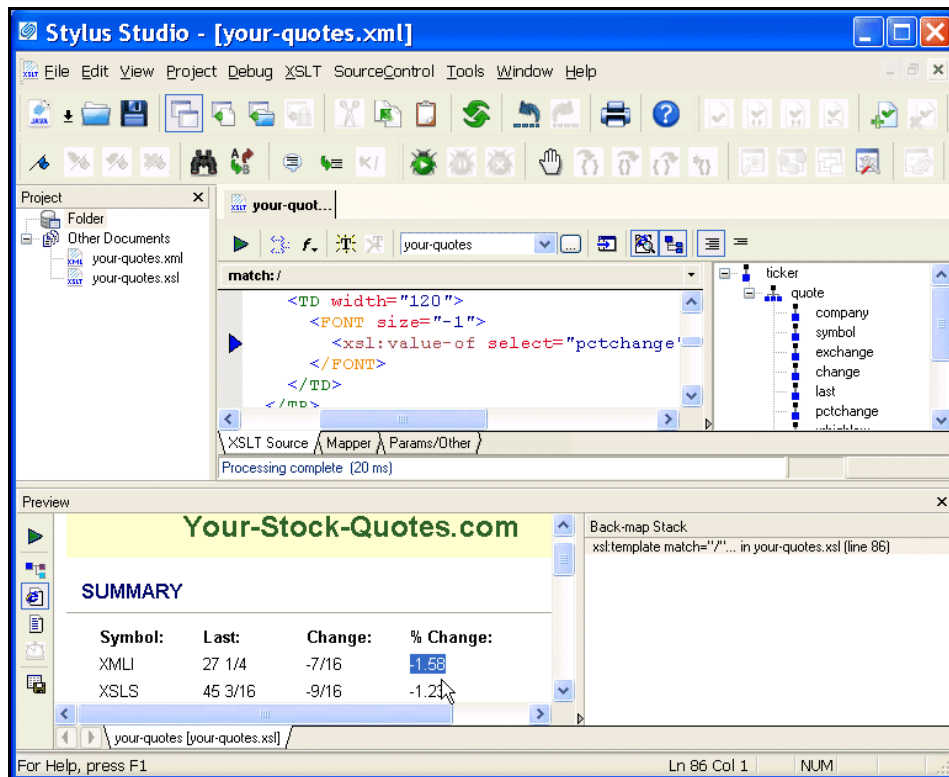 Stylus Studio - [your-quotes.xml]
File Edit View Project Debug XSLT SourceControl Tools Window Help
Project
Folder
Other Documents
your-quotes.xml
your-quotes.xsl
your-quot...
your-quotes
match:/
<TD width="120">
<FONT size="-1">
<xsl:value-of select="pctchange"
</FONT>
</TD>
</TR>
ticker
quote
company
symbol
exchange
change
last
pctchange
XSLT Source Mapper Params/Other
Processing complete (20 ms)
Preview
Your-Stock-Quotes.com
SUMMARY
Symbol: Last: Change: % Change:
XMLI 27 1/4 -7/16 -1.58
XSLS 45 3/16 -9/16 -1.23
Back-map Stack
xsl:template match="/"... in your-quotes.xsl (line 86)
your-quotes [your-quotes.xsl]
For Help, press F1 Ln 86 Col 1 NUM